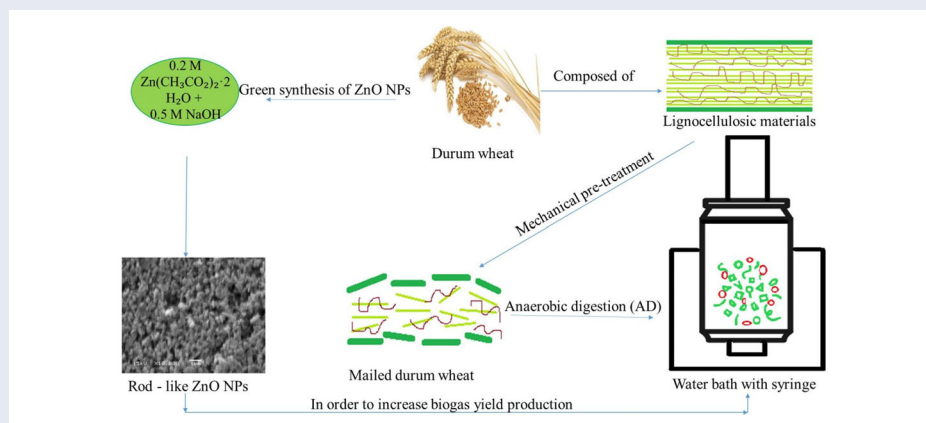 0.2 M
Zn(CH₃CO₂)₂·2
H₂O +
0.5 M NaOH
Green synthesis of ZnO NPs
Durum wheat
Composed of
Lignocellulosic materials
Mechanical pre-treatment
Rod - like ZnO NPs
Mailed durum wheat
Anaerobic digestion (AD)
Water bath with syringe
In order to increase biogas yield production